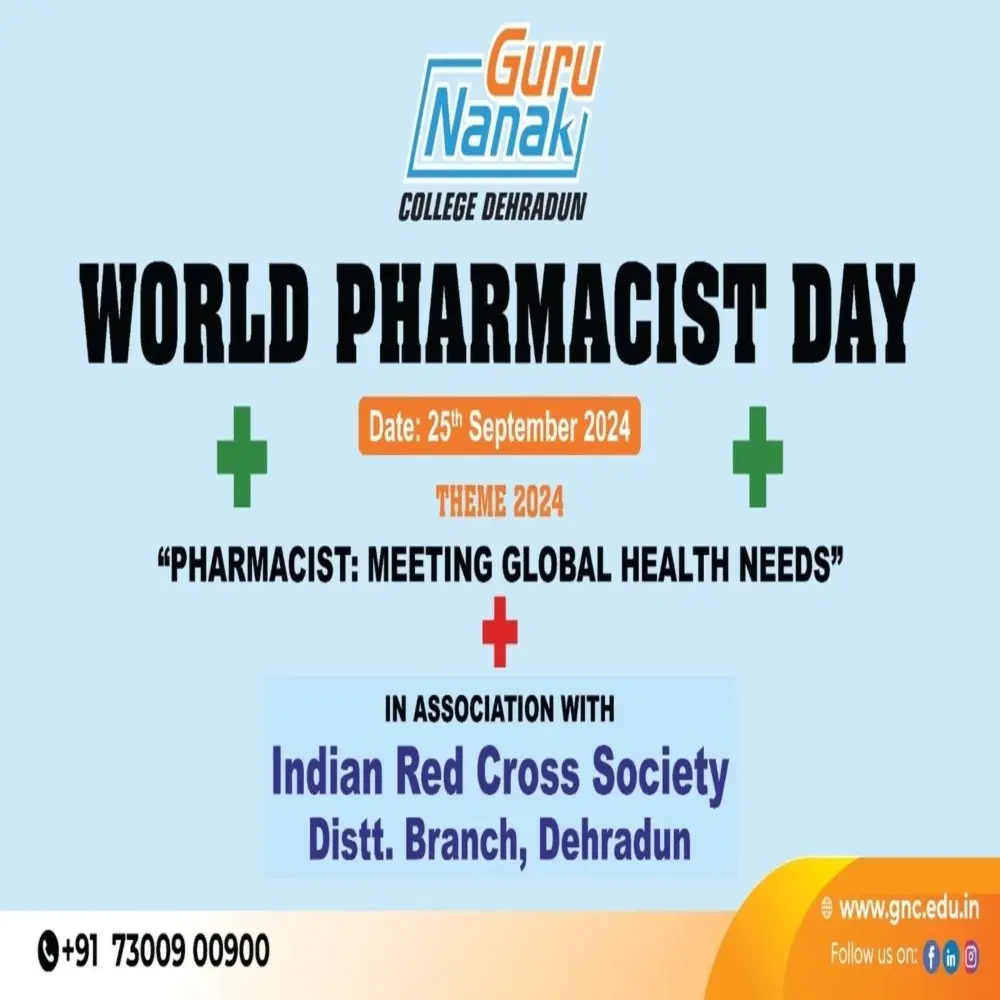 Guru
Nanak
COLLEGE DEHRADUN
WORLD PHARMACIST DAY
Date: 25th September 2024
THEME 2024
“PHARMACIST: MEETING GLOBAL HEALTH NEEDS”
IN ASSOCIATION WITH
Indian Red Cross Society
Distt. Branch, Dehradun
www.gnc.edu.in
+91 73009 00900
Follow us on: